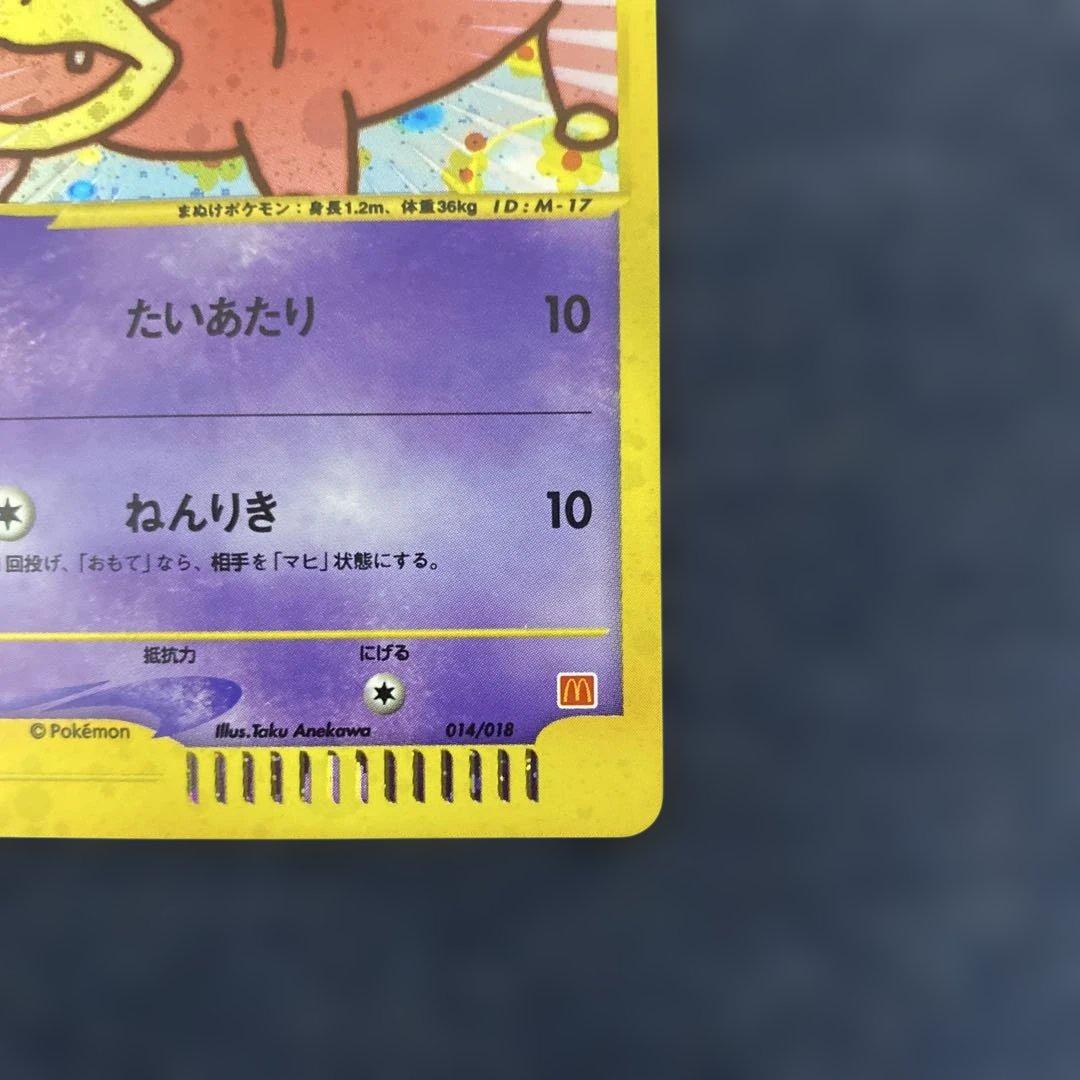 まぬけポケモン：身長1.2m、体重36kg ID:M-17
たいあたり 10
ねんりき 10
回投げ、「おもて」なら、相手を「マヒ」状態にする。
抵抗力 にげる
©Pokémon Illus.Taku Anekawa 014/018